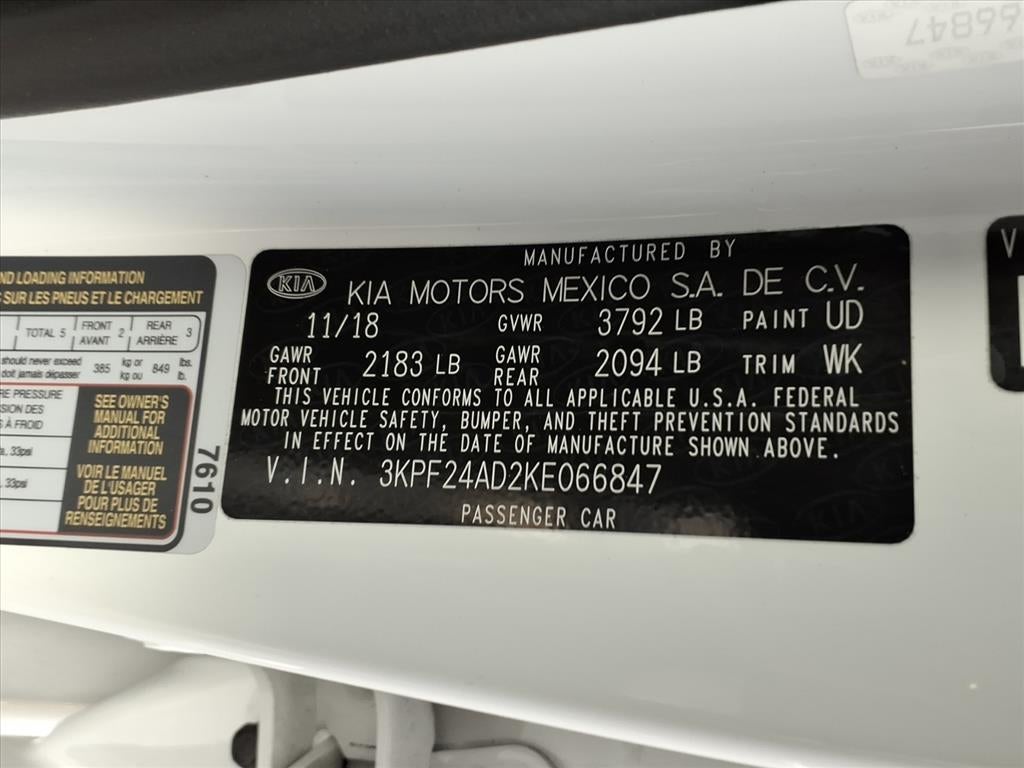 66847
MANUFACTURED BY
KIA KIA MOTORS MEXICO S.A. DE C.V.
11/18 GVWR 3792 LB PAINT UD
GAWR FRONT 2183 LB GAWR REAR 2094 LB TRIM WK
THIS VEHICLE CONFORMS TO ALL APPLICABLE U.S.A. FEDERAL
MOTOR VEHICLE SAFETY, BUMPER, AND THEFT PREVENTION STANDARDS
IN EFFECT ON THE DATE OF MANUFACTURE SHOWN ABOVE.
V.I.N. 3KPF24AD2KE066847
PASSENGER CAR
ND LOADING INFORMATION
SUR LES PNEUS ET LE CHARGEMENT
TOTAL 5 FRONT AVANT 2 REAR ARRIÈRE 3
should never exceed 385 kg or 849 lbs.
doit jamais dépasser kg ou lb.
RE PRESSURE
SION DES
S À FROID
33psi
33psi
SEE OWNER'S
MANUAL FOR
ADDITIONAL
INFORMATION
VOIR LE MANUEL
DE L'USAGER
POUR PLUS DE
RENSEIGNEMENTS
7610
V